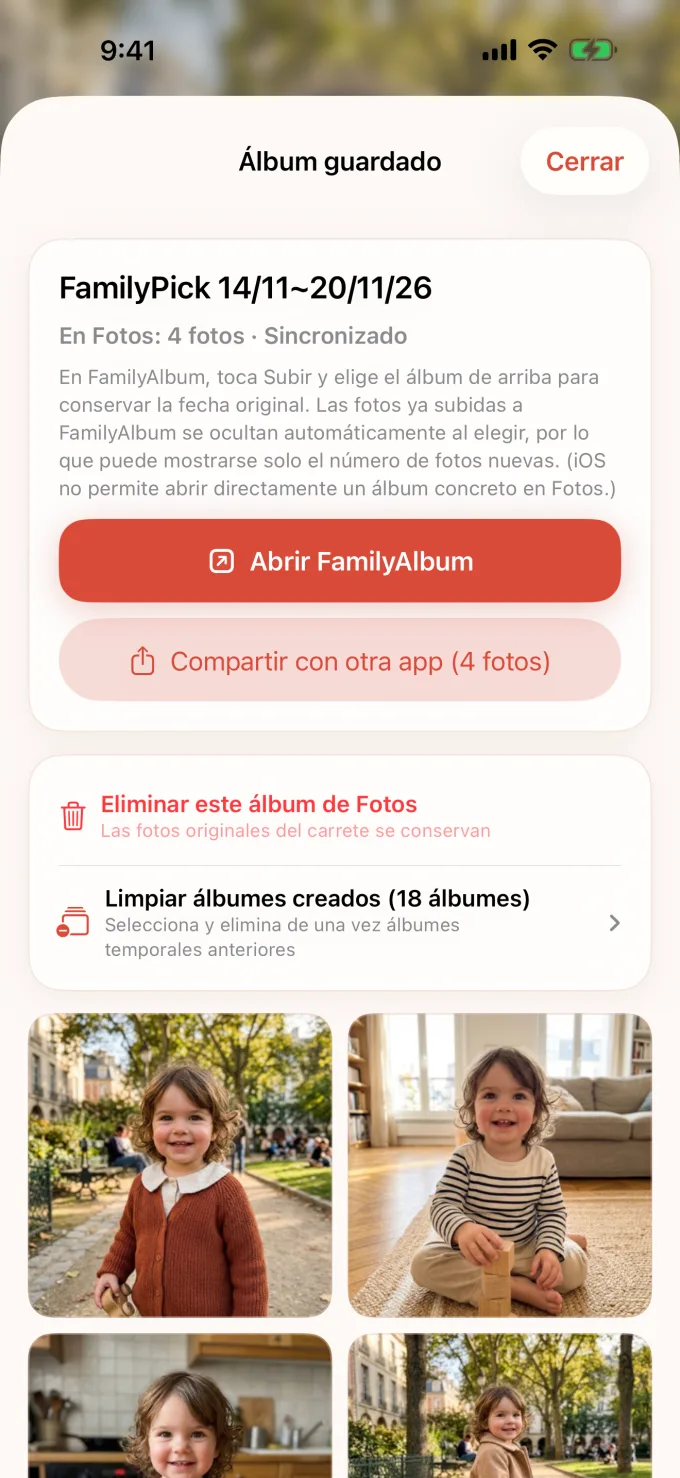 9:41
Álbum guardado
Cerrar
FamilyPick 14/11~20/11/26
En Fotos: 4 fotos · Sincronizado
En FamilyAlbum, toca Subir y elige el álbum de arriba para
conservar la fecha original. Las fotos ya subidas a
FamilyAlbum se ocultan automáticamente al elegir, por lo
que puede mostrarse solo el número de fotos nuevas. (iOS
no permite abrir directamente un álbum concreto en Fotos.)
Abrir FamilyAlbum
Compartir con otra app (4 fotos)
Eliminar este álbum de Fotos
Las fotos originales del carrete se conservan
Limpiar álbumes creados (18 álbumes)
Selecciona y elimina de una vez álbumes
temporales anteriores